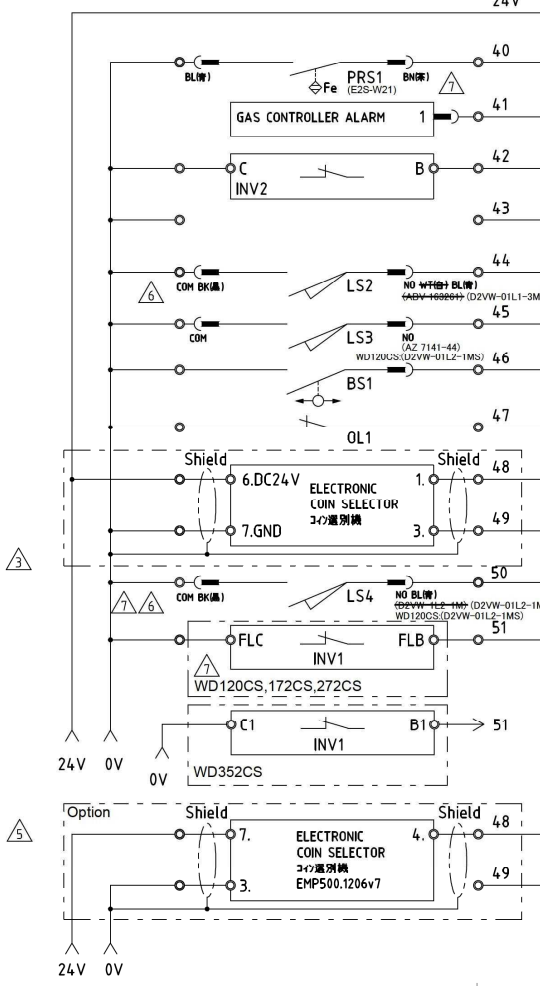 24V
40
BL(青)
Fe
PRS1
(E2S-W21)
BN(茶)
7
41
GAS CONTROLLER ALARM 1
42
C B
INV2
43
44
6
COM BK(黒)
LS2
NO WT(白) BL(青)
(ABV 163261) (D2VW-01L1-3M
45
COM
LS3
NO
(AZ 7141-44)
WD120CS:(D2VW-01L2-1MS)
46
BS1
47
OL1
Shield Shield
48
6.DC24V 1.
ELECTRONIC
COIN SELECTOR
コイン選別機
49
7.GND 3.
3
50
7 6
COM BK(黒)
LS4
NO BL(青)
(D2VW-1L2-1M) (D2VW-01L2-1M
WD120CS:(D2VW-01L2-1MS)
51
FLC FLB
INV1
7
WD120CS,172CS,272CS
C1 B1 51
INV1
24V 0V
0V
WD352CS
5
Option
Shield Shield
48
7. 4.
ELECTRONIC
COIN SELECTOR
コイン選別機
EMP500.1206v7
49
3.
24V 0V